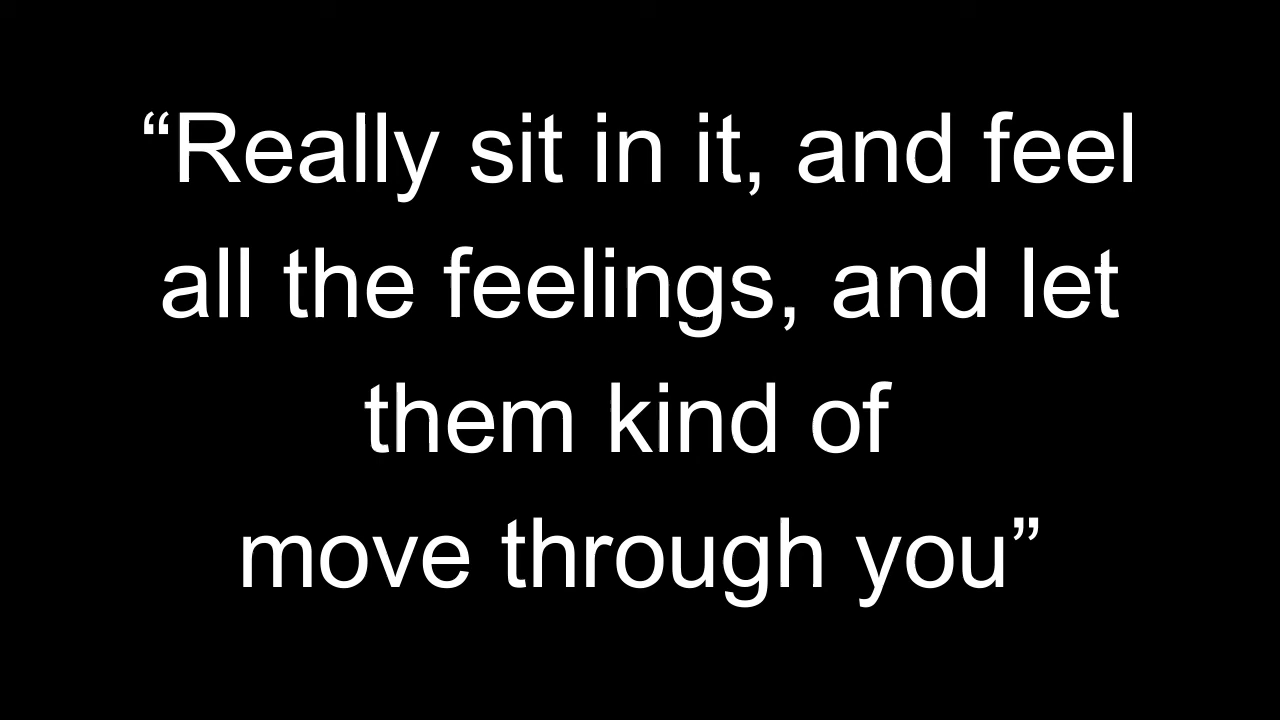 “Really sit in it, and feel
all the feelings, and let
them kind of
move through you”